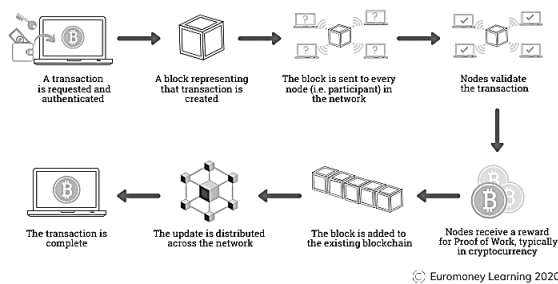 A transaction
is requested and
authenticated
A block representing
that transaction is
created
The block is sent to every
node (i.e. participant) in
the network
Nodes validate
the transaction
Nodes receive a reward
for Proof of Work, typically
in cryptocurrency
The block is added to
the existing blockchain
The update is distributed
across the network
The transaction is
complete
© Euromoney Learning 2020